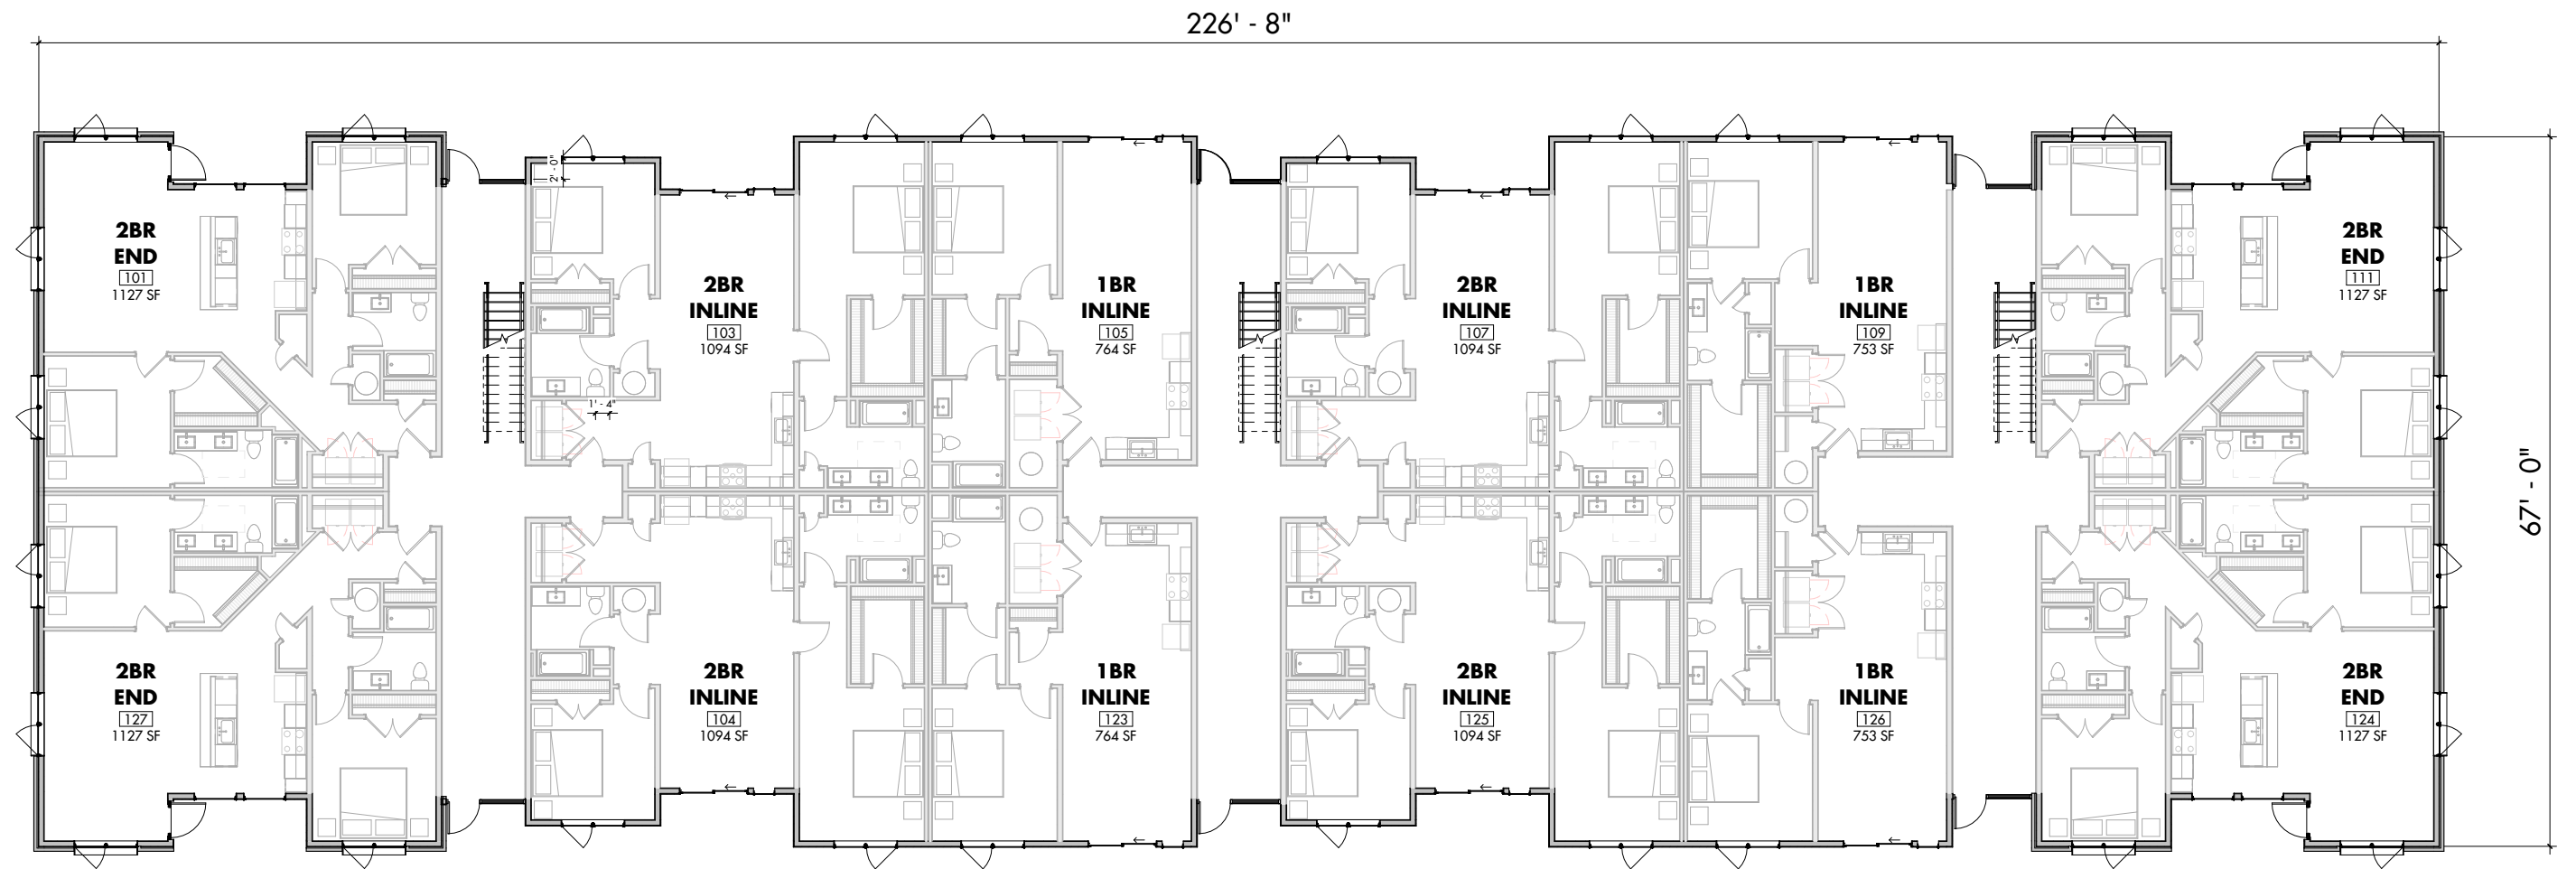 226' - 8"
2' - 0"
2BR
END
101
1127 SF
2BR
INLINE
103
1094 SF
1BR
INLINE
105
764 SF
2BR
INLINE
107
1094 SF
1BR
INLINE
109
753 SF
2BR
END
111
1127 SF
1' - 4"
67' - 0"
2BR
END
127
1127 SF
2BR
INLINE
104
1094 SF
1BR
INLINE
123
764 SF
2BR
INLINE
125
1094 SF
1BR
INLINE
126
753 SF
2BR
END
124
1127 SF